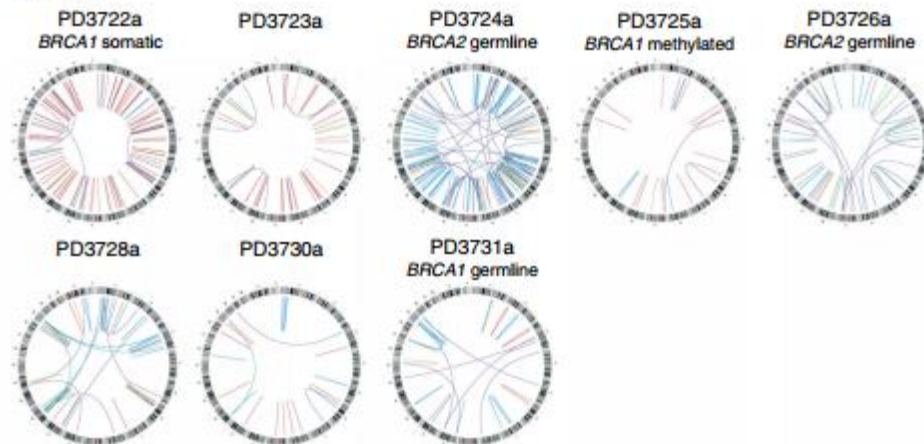 PD3722a
BRCA1 somatic
PD3723a
PD3724a
BRCA2 germline
PD3725a
BRCA1 methylated
PD3726a
BRCA2 germline
PD3728a
PD3730a
PD3731a
BRCA1 germline